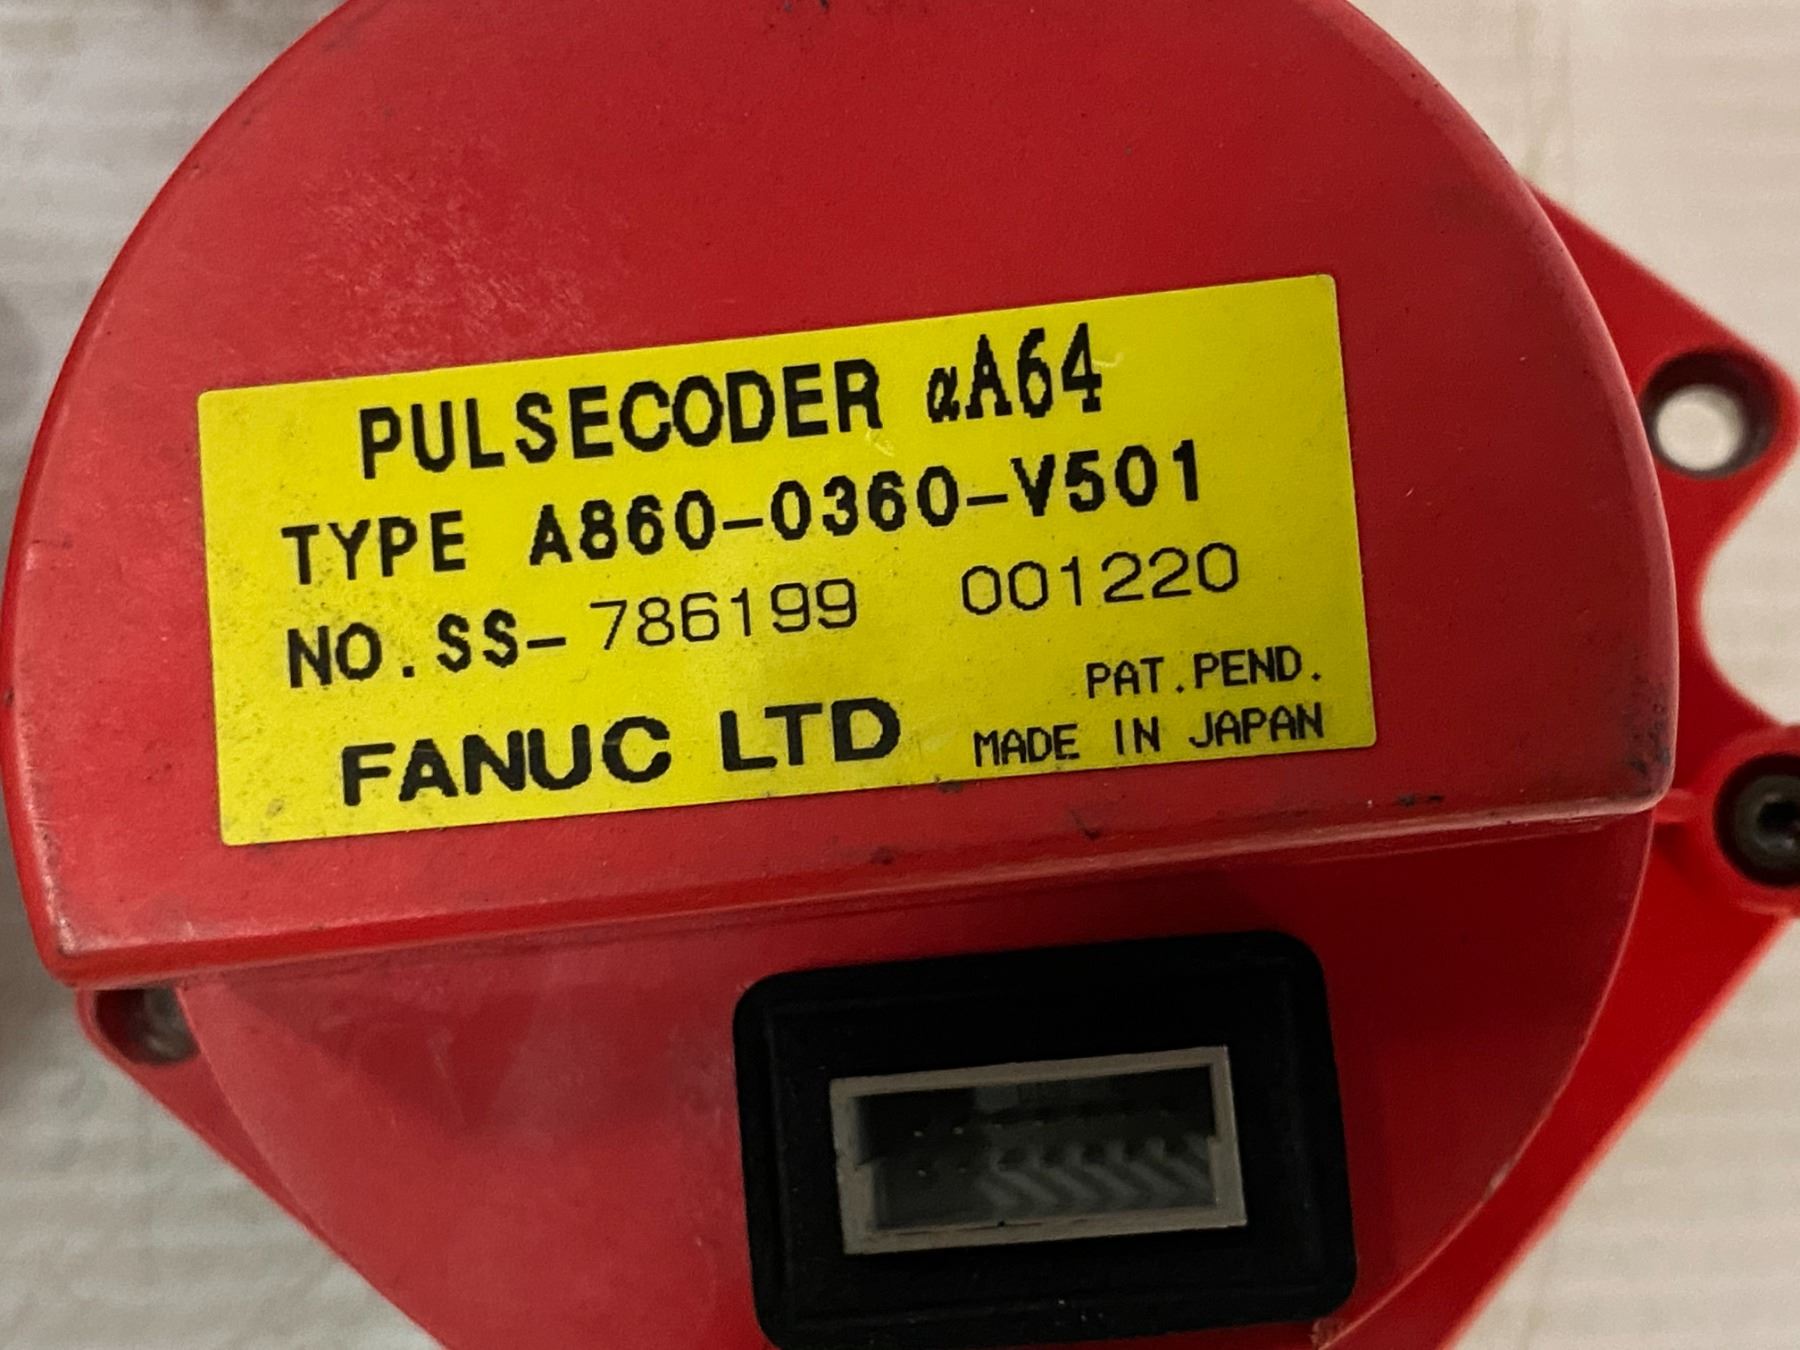 PULSECODER αA64
TYPE A860-0360-V501
NO.SS-786199 001220
PAT.PEND.
FANUC LTD MADE IN JAPAN